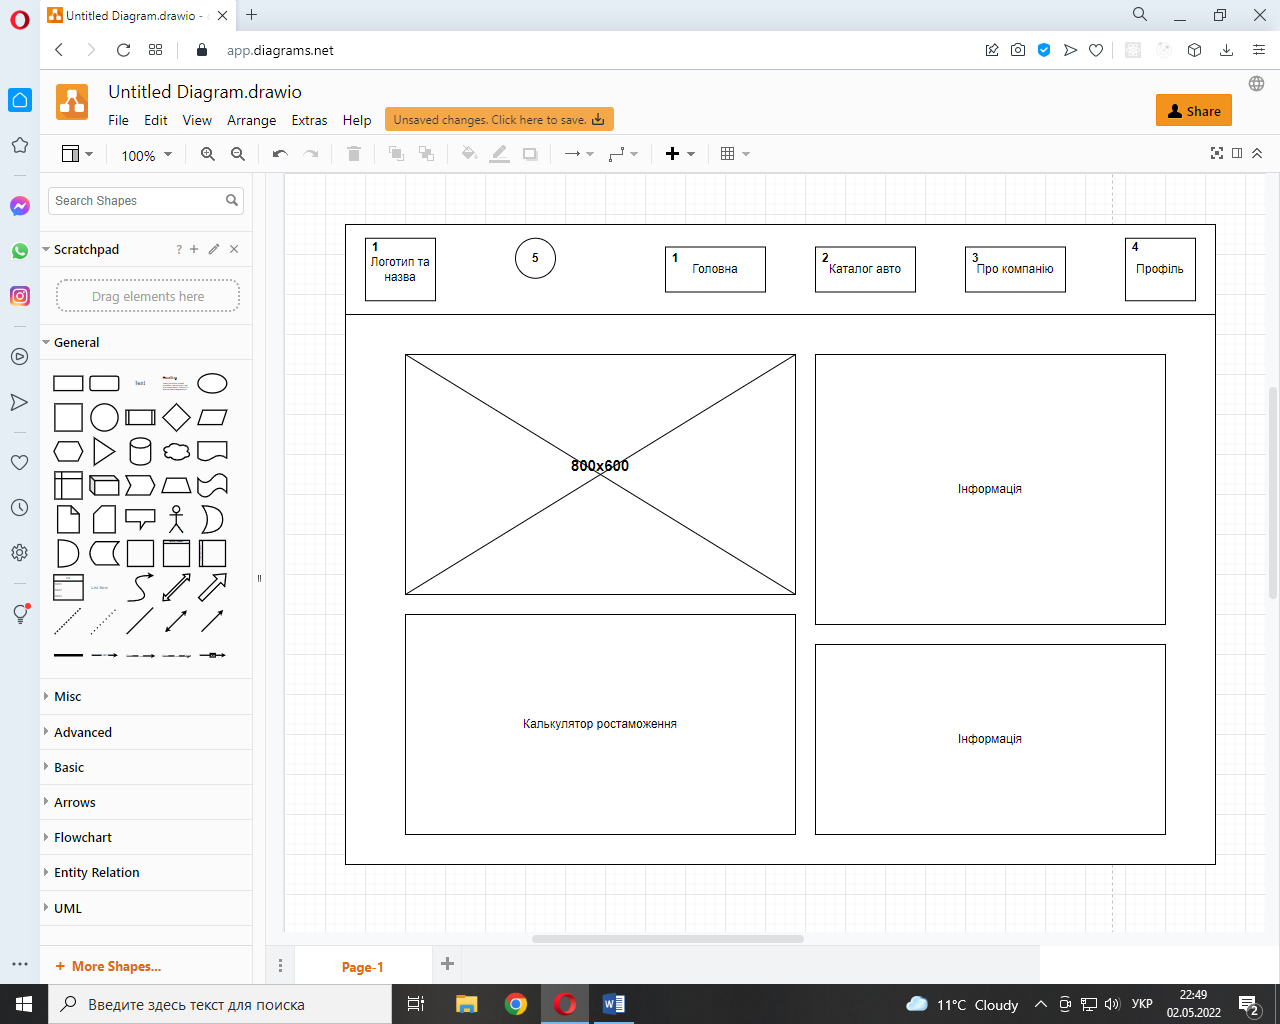 Untitled Diagram.drawio -
app.diagrams.net
Untitled Diagram.drawio
File Edit View Arrange Extras Help
Unsaved changes. Click here to save.
Share
100%
Search Shapes
Scratchpad
?
Drag elements here
General
Text
Heading
Misc
Advanced
Basic
Arrows
Flowchart
Entity Relation
UML
+ More Shapes...
1
Логотип та
назва
5
1
Головна
2
Каталог авто
3
Про компанію
4
Профіль
800x600
Інформація
Калькулятор ростаможення
Інформація
Page-1
Введите здесь текст для поиска
11°C Cloudy
УКР
22:49
02.05.2022
2